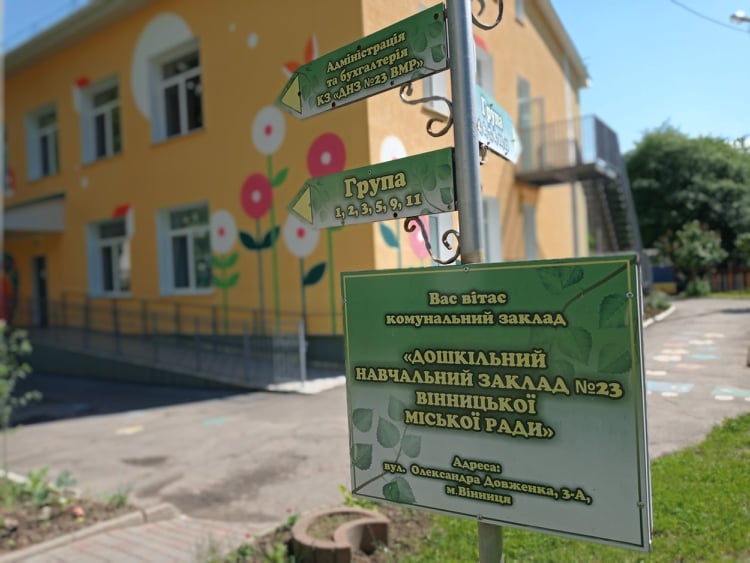 Адміністрація
та бухгалтерія
КЗ «ДНЗ №23 ВМР»
Група
Група
1, 2, 3, 5, 9, 11
Вас вітає
комунальний заклад
«ДОШКІЛЬНИЙ
НАВЧАЛЬНИЙ ЗАКЛАД №23
ВІННИЦЬКОЇ
МІСЬКОЇ РАДИ»
Адреса:
вул. Олександра Довженка, 3-А,
м.Вінниця